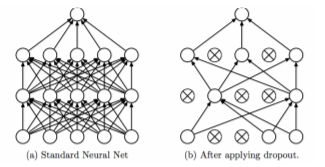 (a) Standard Neural Net
(b) After applying dropout.